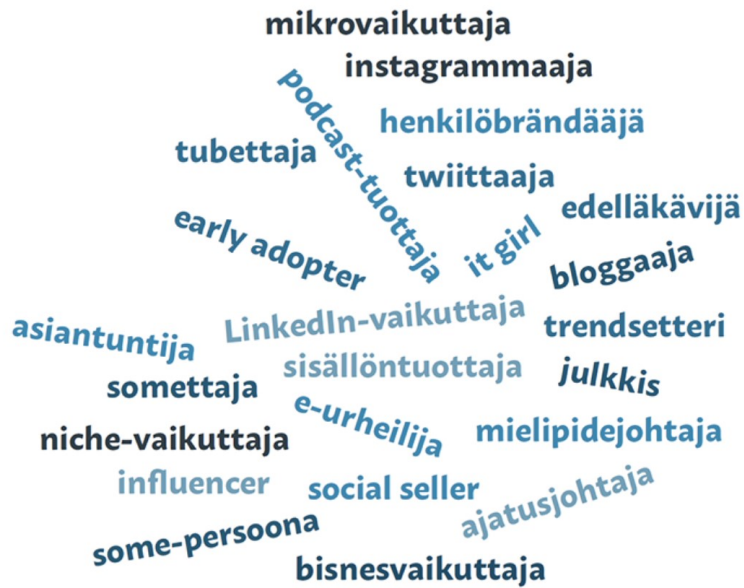 mikrovaikuttaja
instagrammaaja
podcast-tuottaja
henkilöbrändääjä
tubettaja
twiittaaja
edelläkävijä
early adopter
it girl
bloggaaja
LinkedIn-vaikuttaja
asiantuntija
trendsetteri
sisällöntuottaja
julkkis
somettaja
e-urheilija
niche-vaikuttaja
mielipidejohtaja
influencer
social seller
ajatusjohtaja
some-persoona
bisnesvaikuttaja